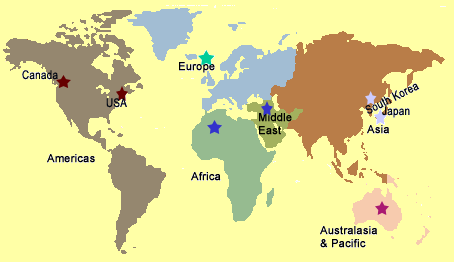 Canada
USA
Americas
Europe
Middle
East
Africa
South Korea
Japan
Asia
Australasia
& Pacific